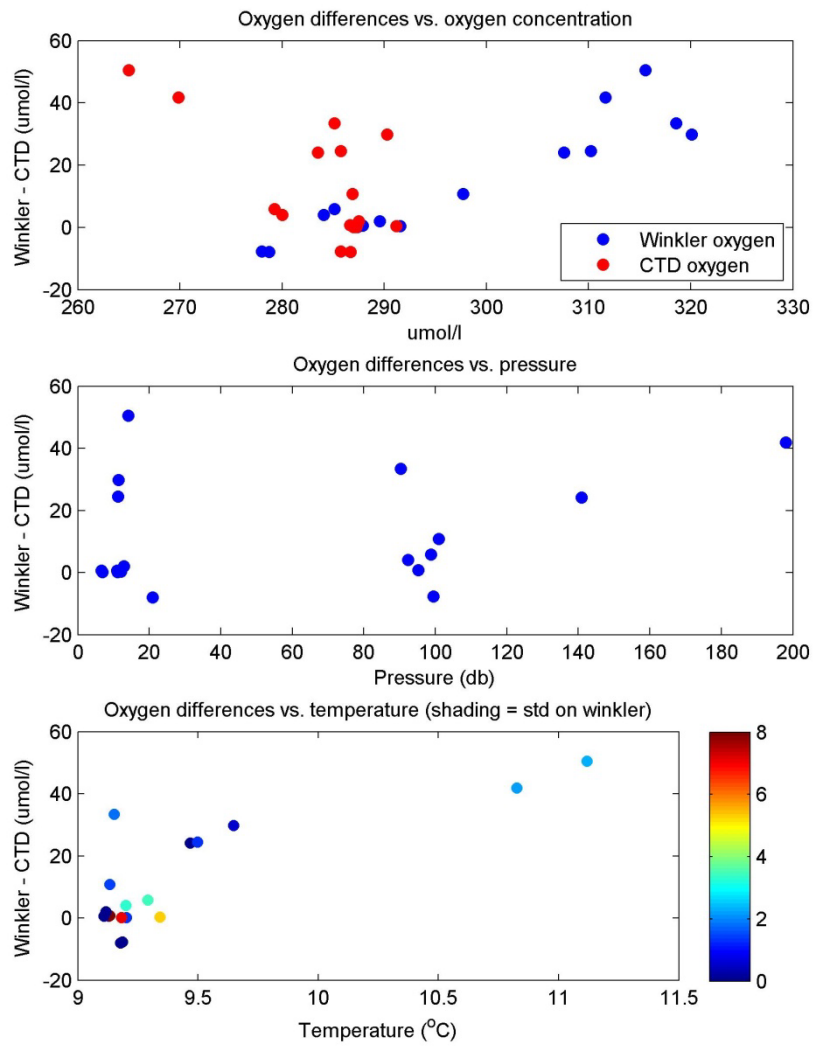 Oxygen differences vs. oxygen concentration
60
40
20
0
-20
Winkler - CTD (umol/l)
260 270 280 290 300 310 320 330
umol/l
Winkler oxygen
CTD oxygen
Oxygen differences vs. pressure
60
40
20
0
-20
Winkler - CTD (umol/l)
0 20 40 60 80 100 120 140 160 180 200
Pressure (db)
Oxygen differences vs. temperature (shading = std on winkler)
60
40
20
0
-20
Winkler - CTD (umol/l)
9 9.5 10 10.5 11 11.5
Temperature (°C)
8
6
4
2
0